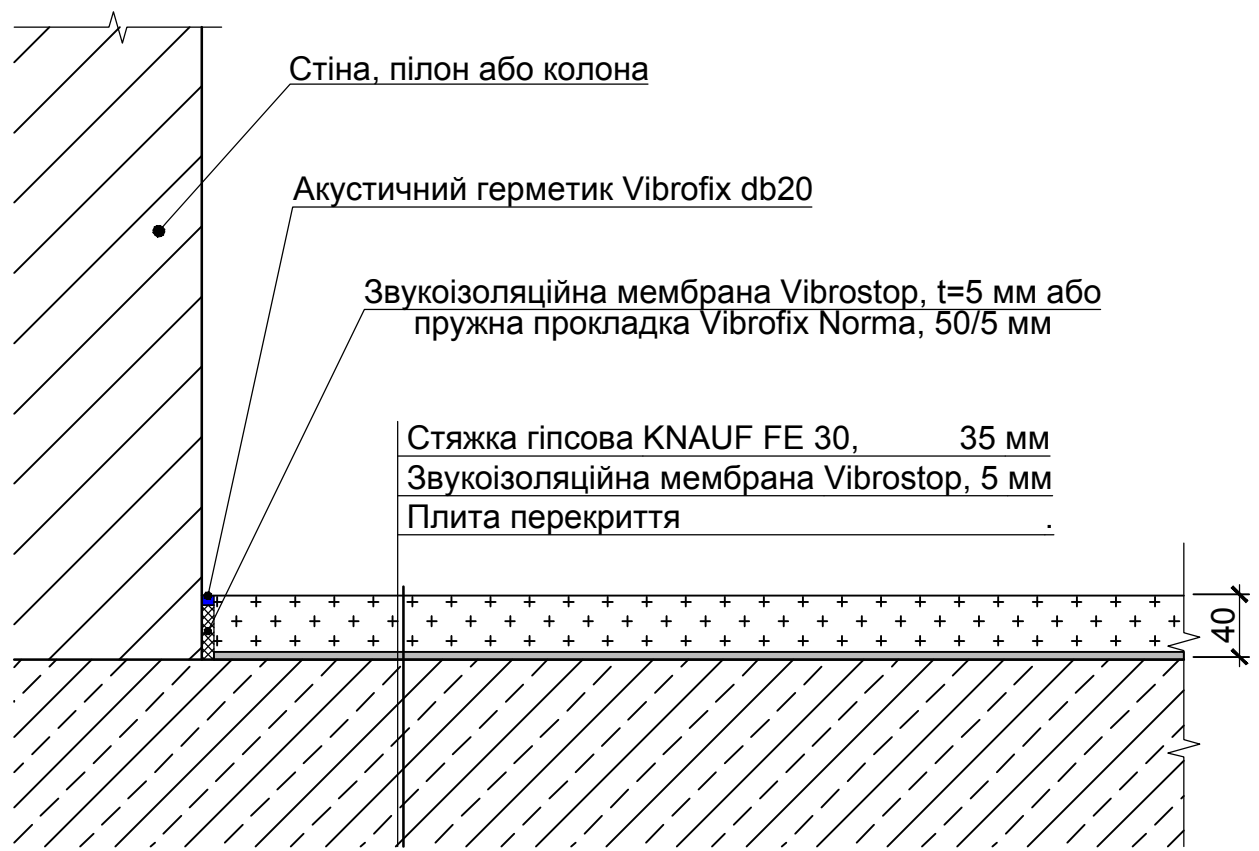 Стіна, пілон або колона
Акустичний герметик Vibrofix db20
Звукоізоляційна мембрана Vibrostop, t=5 мм або
пружна прокладка Vibrofix Norma, 50/5 мм
Стяжка гіпсова KNAUF FE 30, 35 мм
Звукоізоляційна мембрана Vibrostop, 5 мм
Плита перекриття .
40